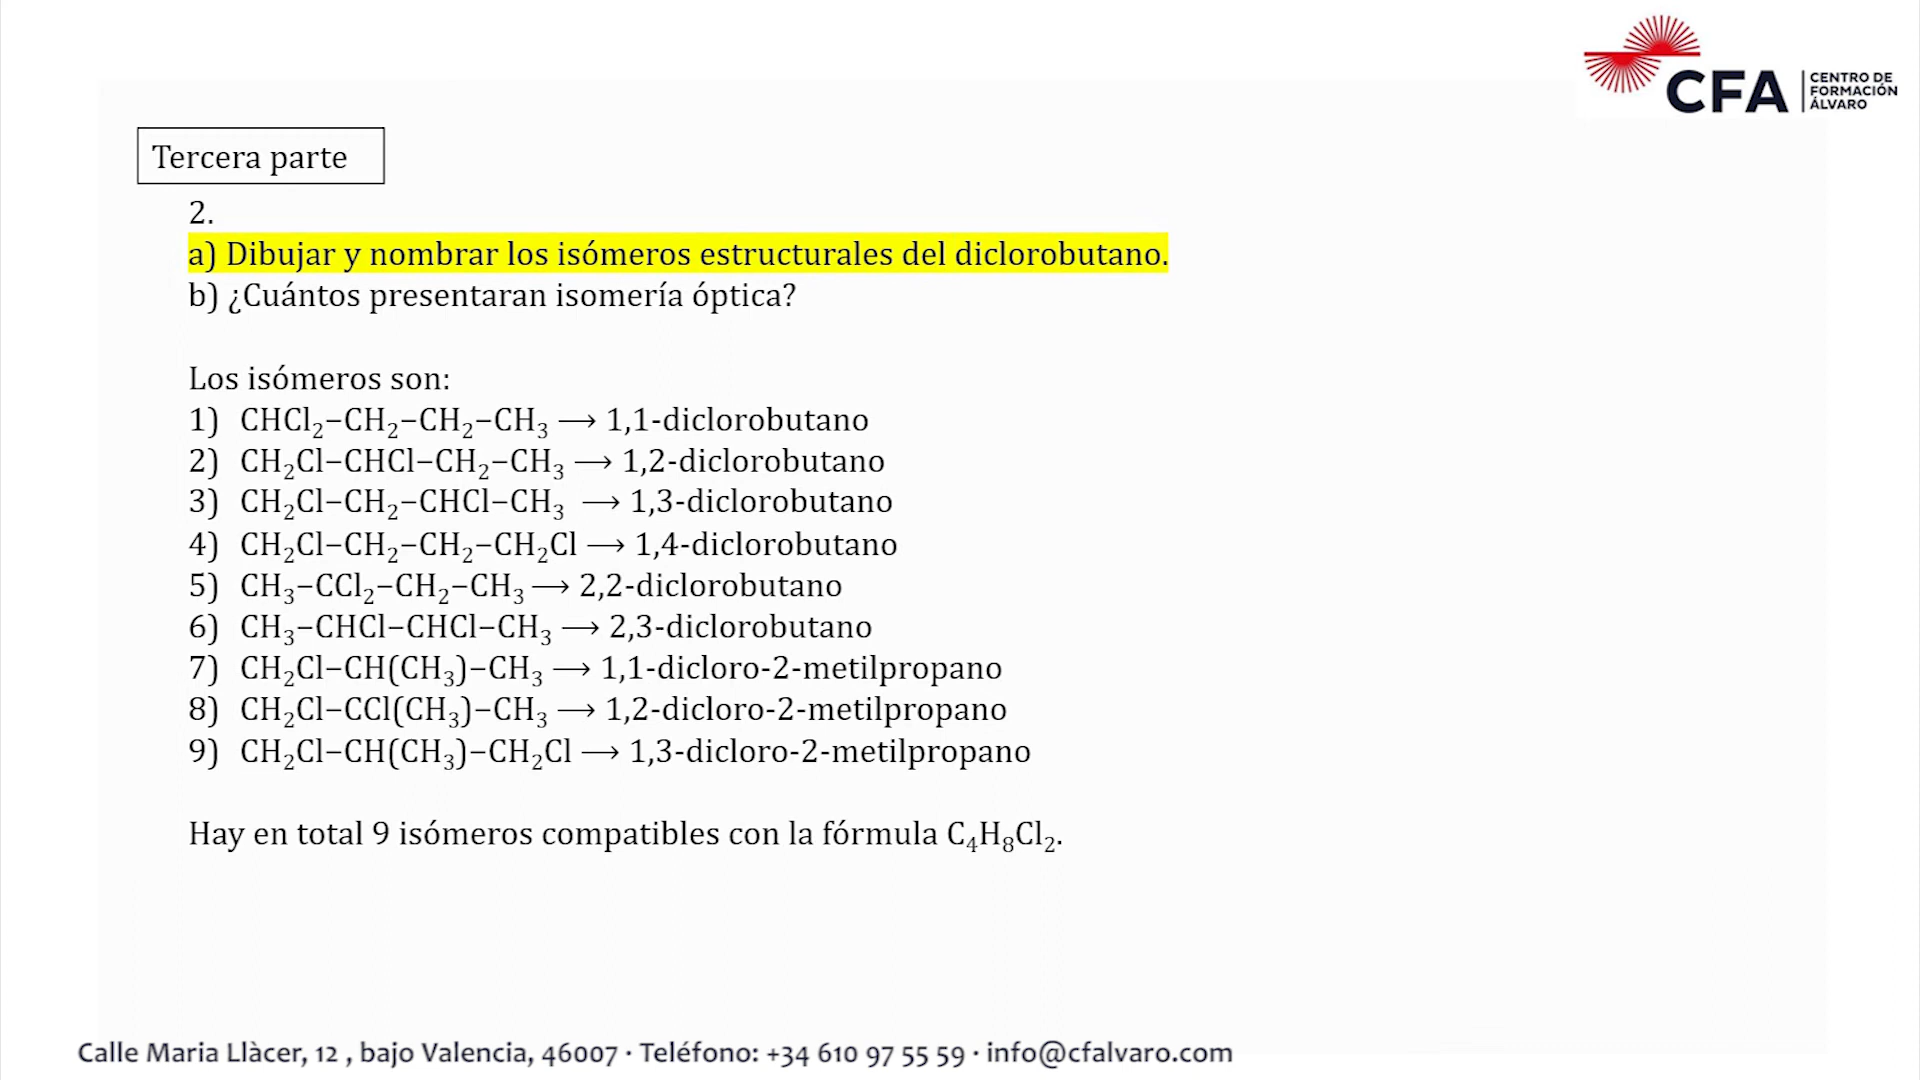 CFA
CENTRO DE
FORMACIÓN
ÁLVARO
Tercera parte
2.
a) Dibujar y nombrar los isómeros estructurales del diclorobutano.
b) ¿Cuántos presentaran isomería óptica?
Los isómeros son:
1) CHCl₂−CH₂−CH₂−CH₃ ⟶ 1,1-diclorobutano
2) CH₂Cl−CHCl−CH₂−CH₃ ⟶ 1,2-diclorobutano
3) CH₂Cl−CH₂−CHCl−CH₃ ⟶ 1,3-diclorobutano
4) CH₂Cl−CH₂−CH₂−CH₂Cl ⟶ 1,4-diclorobutano
5) CH₃−CCl₂−CH₂−CH₃ ⟶ 2,2-diclorobutano
6) CH₃−CHCl−CHCl−CH₃ ⟶ 2,3-diclorobutano
7) CH₂Cl−CH(CH₃)−CH₃ ⟶ 1,1-dicloro-2-metilpropano
8) CH₂Cl−CCl(CH₃)−CH₃ ⟶ 1,2-dicloro-2-metilpropano
9) CH₂Cl−CH(CH₃)−CH₂Cl ⟶ 1,3-dicloro-2-metilpropano
Hay en total 9 isómeros compatibles con la fórmula C₄H₈Cl₂.
Calle Maria Llàcer, 12 , bajo Valencia, 46007 · Teléfono: +34 610 97 55 59 · info@cfalvaro.com